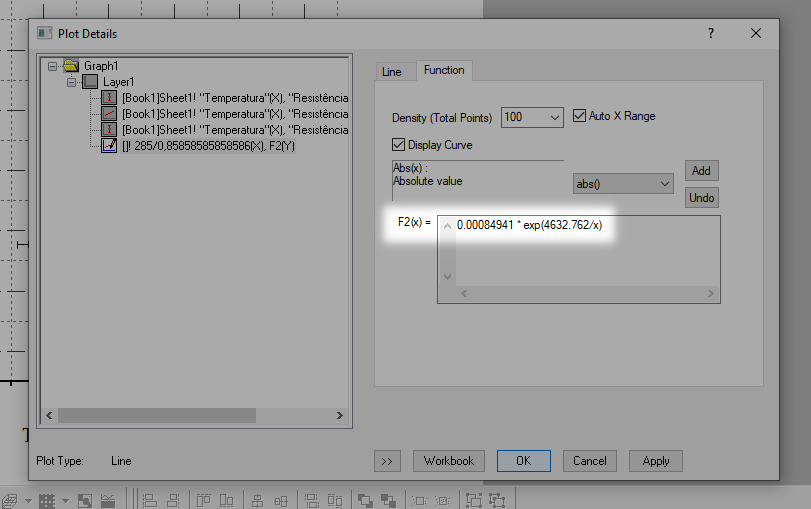 Plot Details
?
Graph1
Layer1
[Book1]Sheet1! "Temperatura"(X), "Resistência
[Book1]Sheet1! "Temperatura"(X), "Resistência
[Book1]Sheet1! "Temperatura"(X), "Resistência
[]! 285/0,85858585858586(X), F2(Y)
Line
Function
Density (Total Points)
100
Auto X Range
Display Curve
Abs(x) :
Absolute value
abs()
Add
Undo
F2(x) =
0.00084941 * exp(4632.762/x)
T
Plot Type:
Line
>>
Workbook
OK
Cancel
Apply